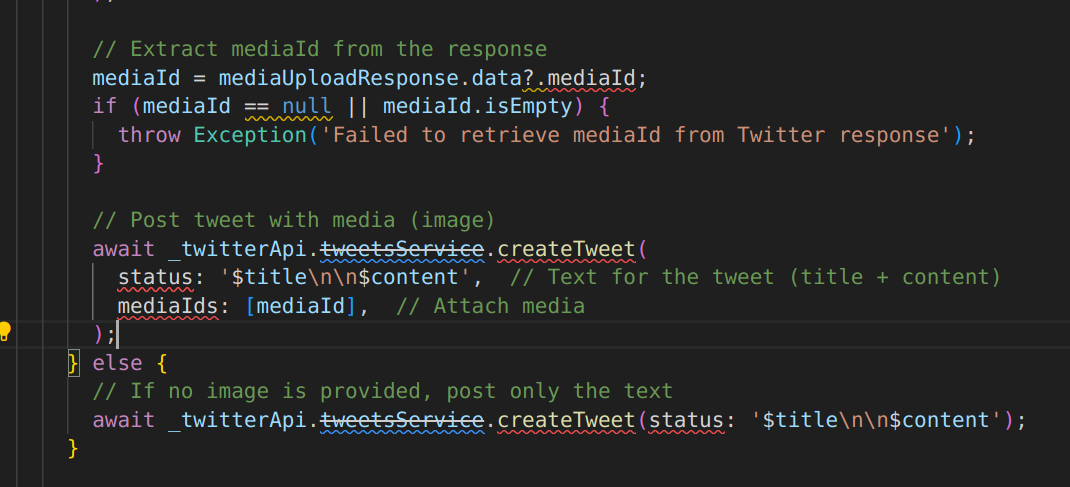 // Extract mediaId from the response
mediaId = mediaUploadResponse.data?.mediaId;
if (mediaId == null || mediaId.isEmpty) {
throw Exception('Failed to retrieve mediaId from Twitter response');
}
// Post tweet with media (image)
await _twitterApi.tweetsService.createTweet(
status: '$title\n\n$content', // Text for the tweet (title + content)
mediaIds: [mediaId], // Attach media
);
} else {
// If no image is provided, post only the text
await _twitterApi.tweetsService.createTweet(status: '$title\n\n$content');
}